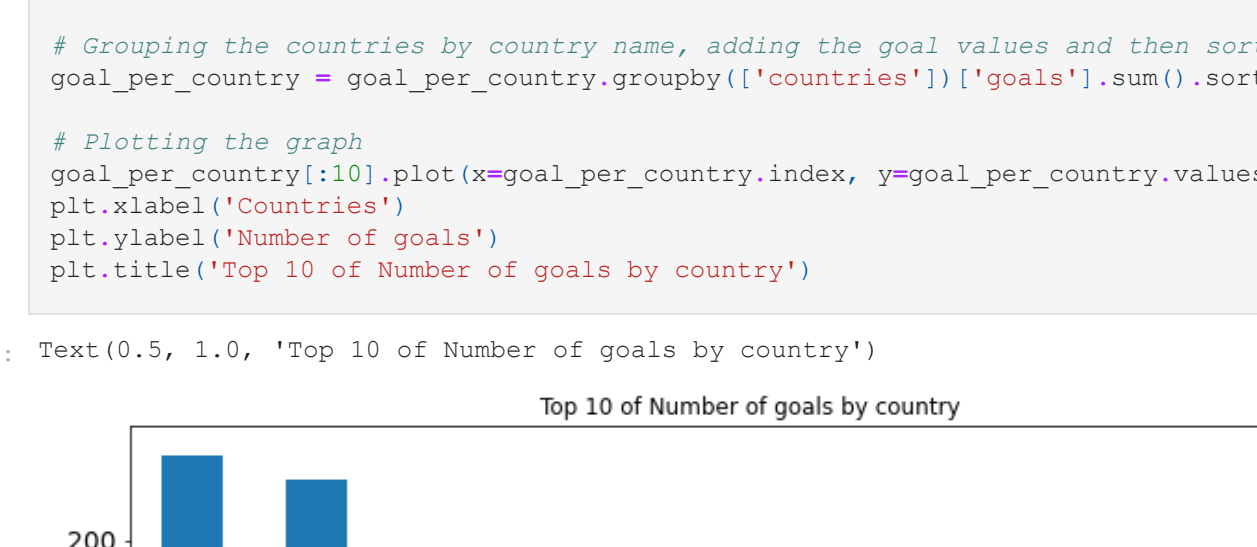 # Grouping the countries by country name, adding the goal values and then sort
goal_per_country = goal_per_country.groupby(['countries'])['goals'].sum().sort
# Plotting the graph
goal_per_country[:10].plot(x=goal_per_country.index, y=goal_per_country.values
plt.xlabel('Countries')
plt.ylabel('Number of goals')
plt.title('Top 10 of Number of goals by country')
: Text(0.5, 1.0, 'Top 10 of Number of goals by country')
Top 10 of Number of goals by country
200